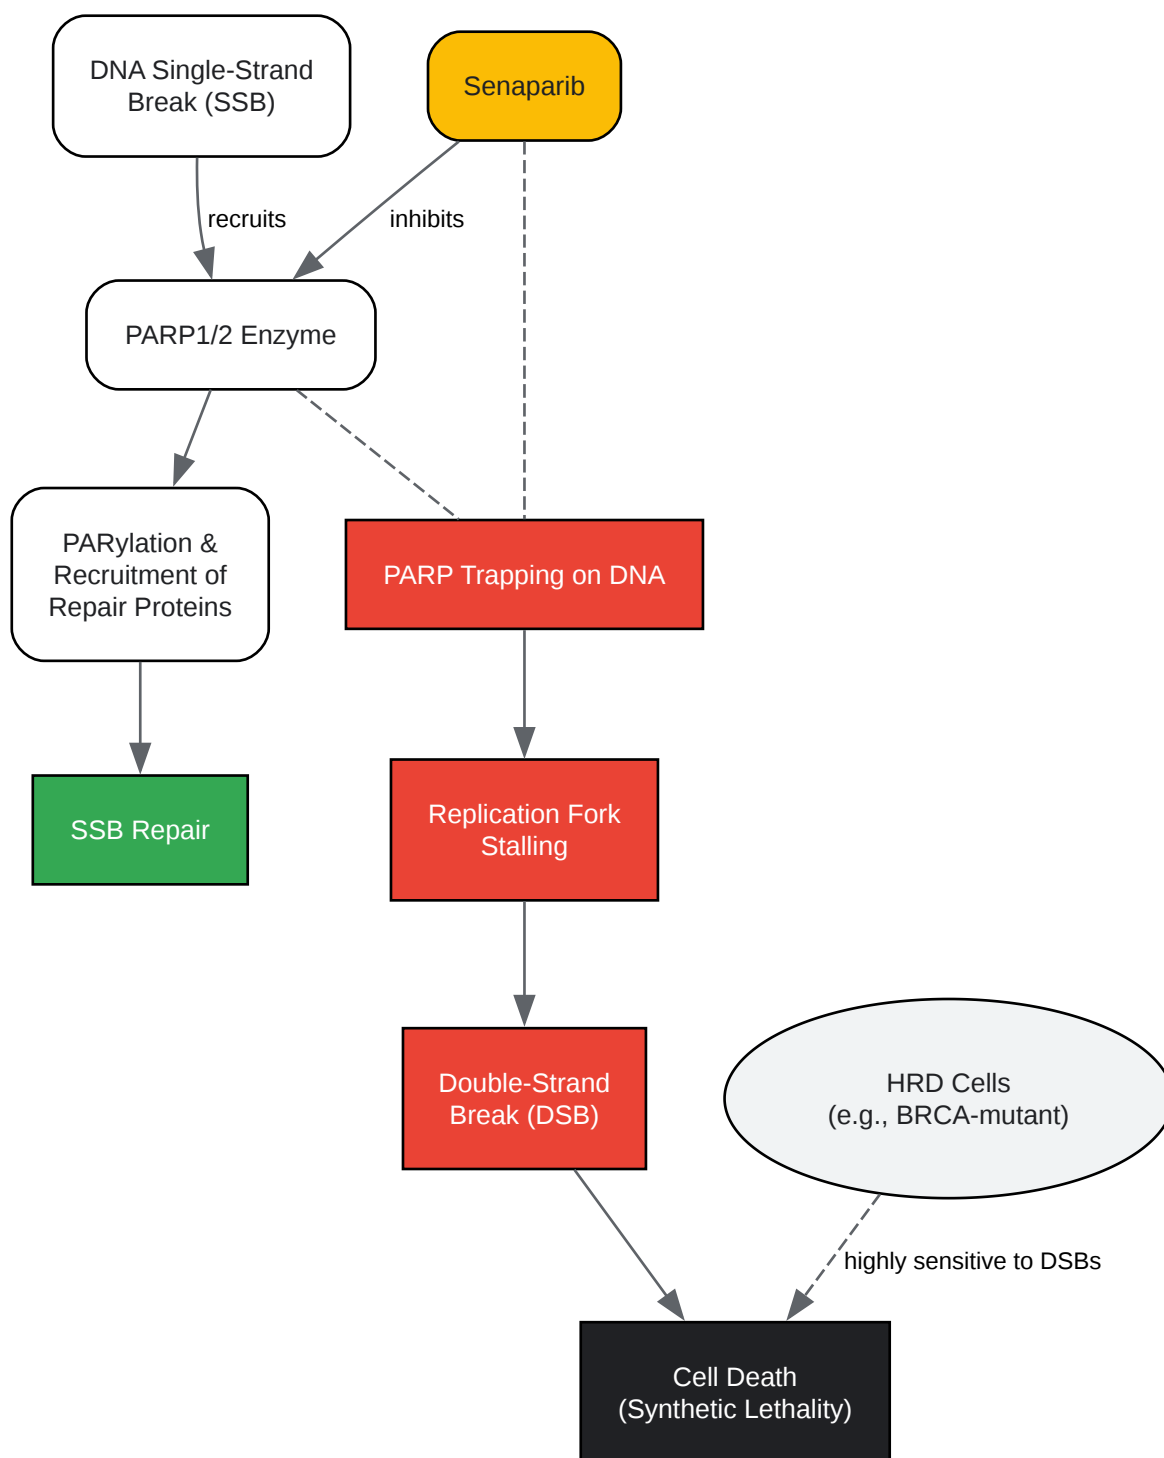 DNA Single-Strand
Break (SSB)
Senaparib
recruits
inhibits
PARP1/2 Enzyme
PARylation &
Recruitment of
Repair Proteins
PARP Trapping on DNA
SSB Repair
Replication Fork
Stalling
Double-Strand
Break (DSB)
HRD Cells
(e.g., BRCA-mutant)
highly sensitive to DSBs
Cell Death
(Synthetic Lethality)